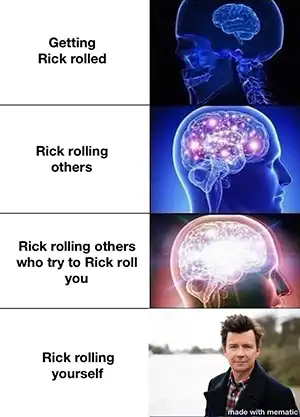 Getting
Rick rolled
Rick rolling
others
Rick rolling others
who try to Rick roll
you
Rick rolling
yourself
made with mematic